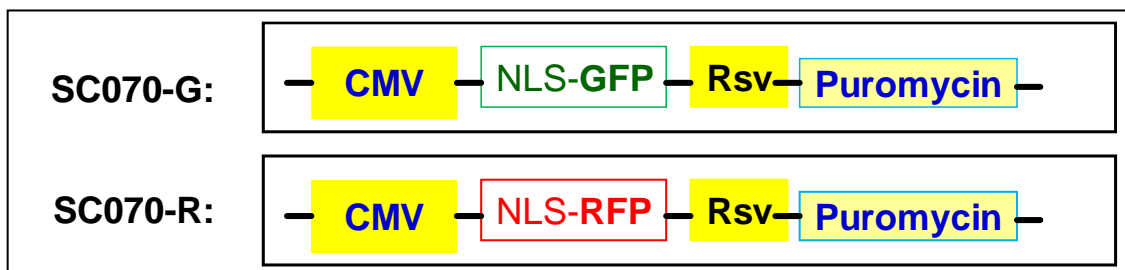 SC070-G: CMV NLS-GFP Rsv Puromycin
SC070-R: CMV NLS-RFP Rsv Puromycin